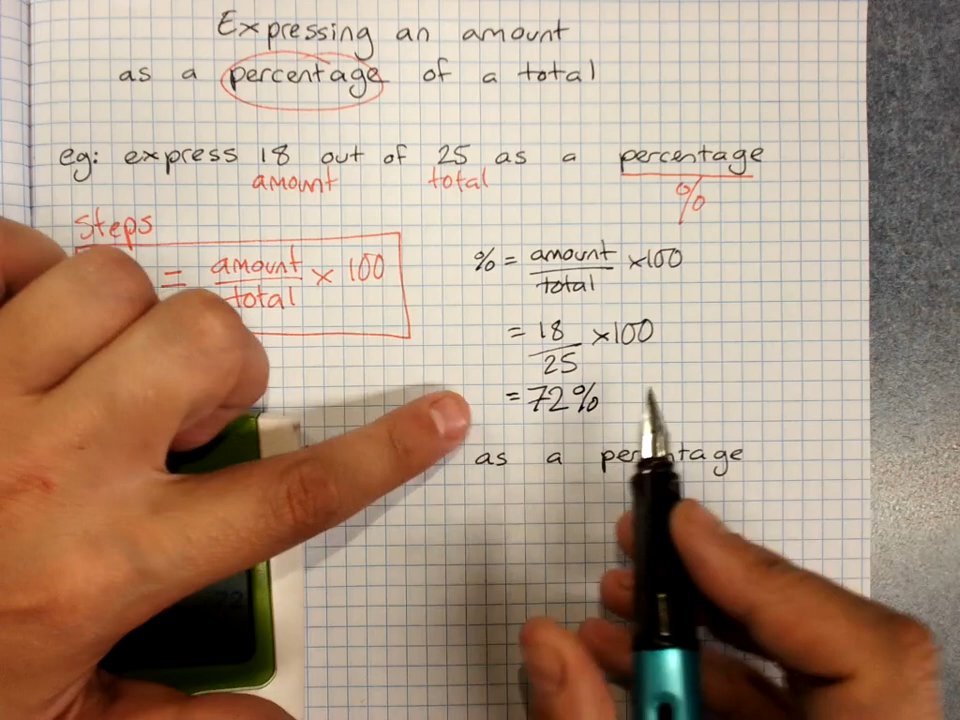 Expressing an amount
as a percentage of a total
eg: express 18 out of 25 as a percentage
amount total %
Steps
= amount/total × 100
% = amount/total ×100
= 18/25 ×100
= 72%
as a percentage